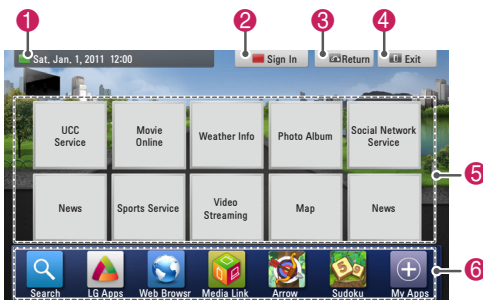 1 2 3 4
Sat. Jan. 1, 2011 12:00 Sign In Return Exit
UCC Service Movie Online Weather Info Photo Album Social Network Service
5
News Sports Service Video Streaming Map News
6
Search LG Apps Web Browsr Media Link Arrow Sudoku My Apps